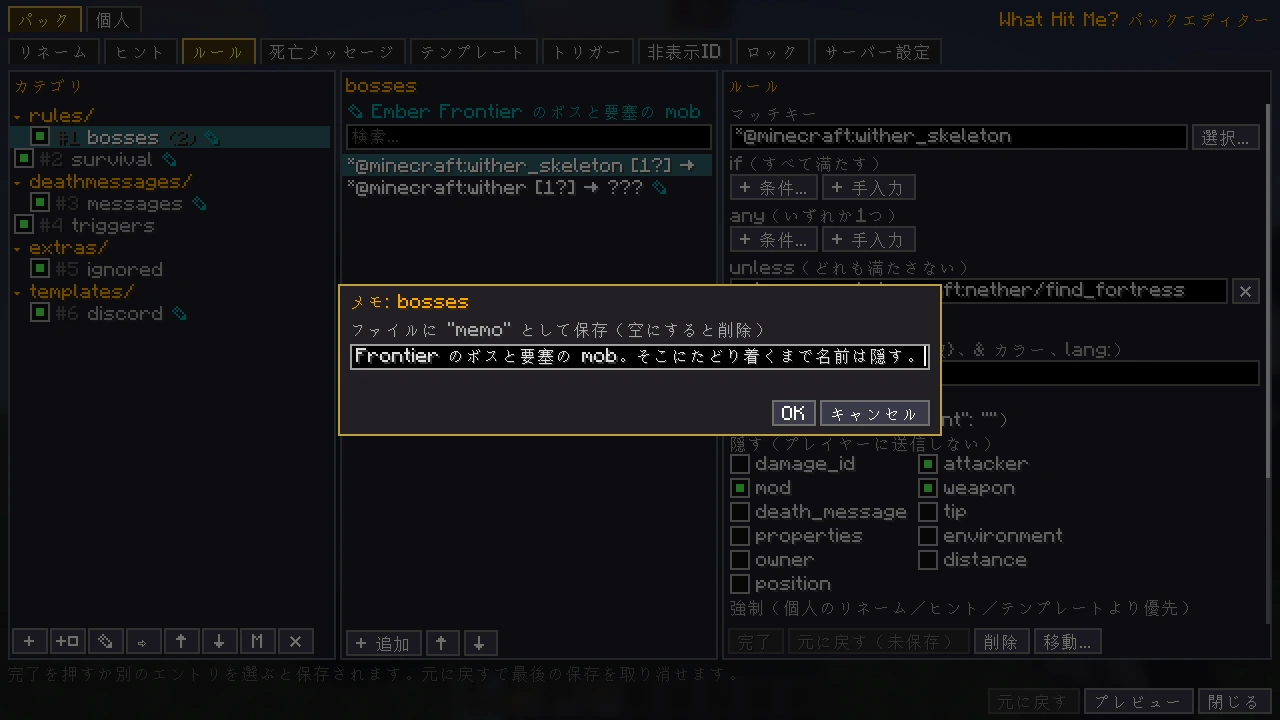 パック 個人 What Hit Me? パックエディター
リネーム ヒント ルール 死亡メッセージ テンプレート トリガー 非表示ID ロック サーバー設定
カテゴリ
rules/
#1 bosses (2)
#2 survival
deathmessages/
#3 messages
#4 triggers
extras/
#5 ignored
templates/
#6 discord
+ + ↑ ↓ M ×
bosses
Ember Frontier のボスと要塞の mob
検索...
*@minecraft:wither_skeleton [1?] →
*@minecraft:wither [1?] → ???
+ 追加 ↑ ↓
ルール
マッチキー
*@minecraft:wither_skeleton 選択...
if（すべて満たす）
+ 条件... + 手入力
any（いずれか1つ）
+ 条件... + 手入力
unless（どれも満たさない）
ft:nether/find_fortress ×
}、& カラー、lang:）
nt": ""）
隠す（プレイヤーに送信しない）
damage_id attacker
mod weapon
death_message tip
properties environment
owner distance
position
強制（個人のリネーム／ヒント／テンプレートより優先）
完了 元に戻す（未保存） 削除 移動...
メモ: bosses
ファイルに "memo" として保存（空にすると削除）
Frontier のボスと要塞の mob。そこにたどり着くまで名前は隠す。
OK キャンセル
完了を押すか別のエントリを選ぶと保存されます。元に戻すで最後の保存を取り消せます。
元に戻す プレビュー 閉じる